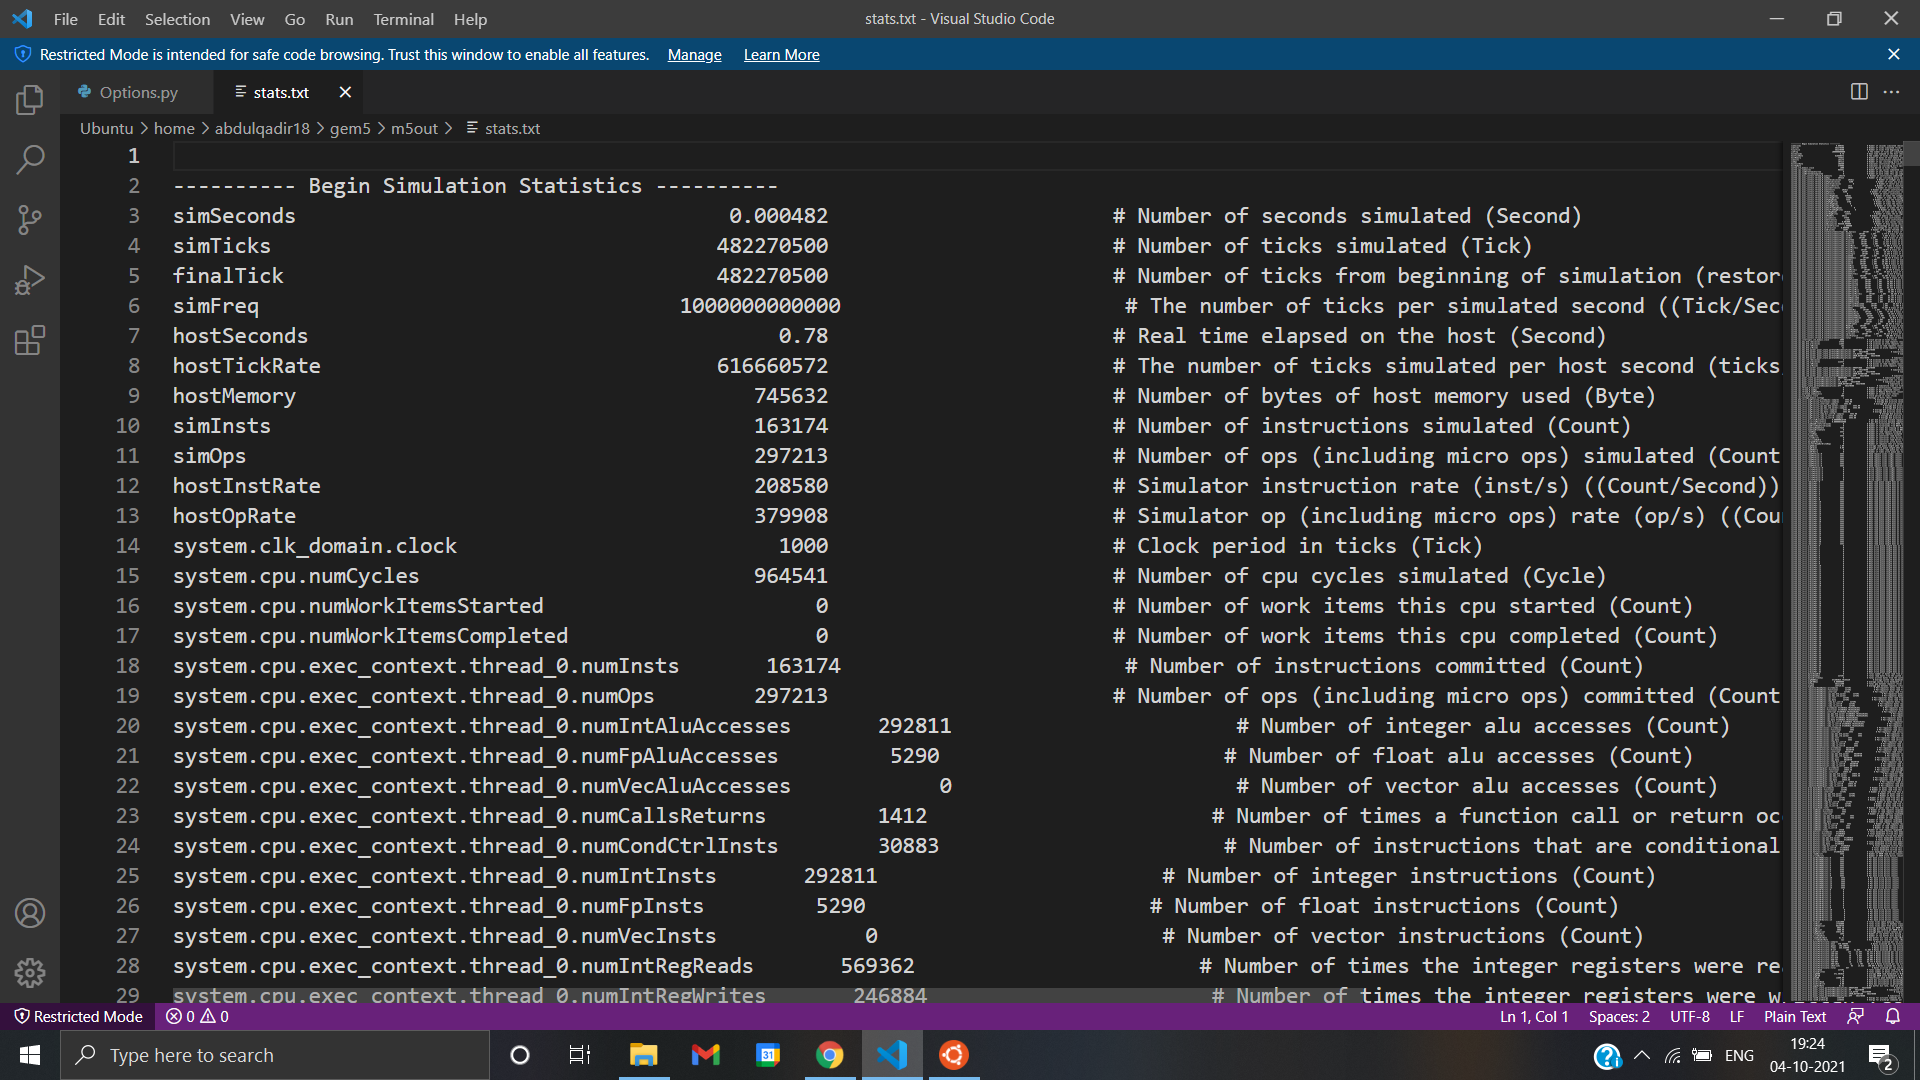 File Edit Selection View Go Run Terminal Help stats.txt - Visual Studio Code
Restricted Mode is intended for safe code browsing. Trust this window to enable all features. Manage Learn More
Options.py stats.txt
Ubuntu > home > abdulqadir18 > gem5 > m5out > stats.txt
1
2 ---------- Begin Simulation Statistics ----------
3 simSeconds 0.000482 # Number of seconds simulated (Second)
4 simTicks 482270500 # Number of ticks simulated (Tick)
5 finalTick 482270500 # Number of ticks from beginning of simulation (restor
6 simFreq 1000000000000 # The number of ticks per simulated second ((Tick/Sec
7 hostSeconds 0.78 # Real time elapsed on the host (Second)
8 hostTickRate 616660572 # The number of ticks simulated per host second (ticks
9 hostMemory 745632 # Number of bytes of host memory used (Byte)
10 simInsts 163174 # Number of instructions simulated (Count)
11 simOps 297213 # Number of ops (including micro ops) simulated (Count
12 hostInstRate 208580 # Simulator instruction rate (inst/s) ((Count/Second))
13 hostOpRate 379908 # Simulator op (including micro ops) rate (op/s) ((Cou
14 system.clk_domain.clock 1000 # Clock period in ticks (Tick)
15 system.cpu.numCycles 964541 # Number of cpu cycles simulated (Cycle)
16 system.cpu.numWorkItemsStarted 0 # Number of work items this cpu started (Count)
17 system.cpu.numWorkItemsCompleted 0 # Number of work items this cpu completed (Count)
18 system.cpu.exec_context.thread_0.numInsts 163174 # Number of instructions committed (Count)
19 system.cpu.exec_context.thread_0.numOps 297213 # Number of ops (including micro ops) committed (Count
20 system.cpu.exec_context.thread_0.numIntAluAccesses 292811 # Number of integer alu accesses (Count)
21 system.cpu.exec_context.thread_0.numFpAluAccesses 5290 # Number of float alu accesses (Count)
22 system.cpu.exec_context.thread_0.numVecAluAccesses 0 # Number of vector alu accesses (Count)
23 system.cpu.exec_context.thread_0.numCallsReturns 1412 # Number of times a function call or return oc
24 system.cpu.exec_context.thread_0.numCondCtrlInsts 30883 # Number of instructions that are conditional
25 system.cpu.exec_context.thread_0.numIntInsts 292811 # Number of integer instructions (Count)
26 system.cpu.exec_context.thread_0.numFpInsts 5290 # Number of float instructions (Count)
27 system.cpu.exec_context.thread_0.numVecInsts 0 # Number of vector instructions (Count)
28 system.cpu.exec_context.thread_0.numIntRegReads 569362 # Number of times the integer registers were re
29 system.cpu.exec_context.thread_0.numIntRegWrites 246884 # Number of times the integer registers were w
Restricted Mode 0 0 Ln 1, Col 1 Spaces: 2 UTF-8 LF Plain Text
Type here to search 31 ENG 19:24
04-10-2021 2